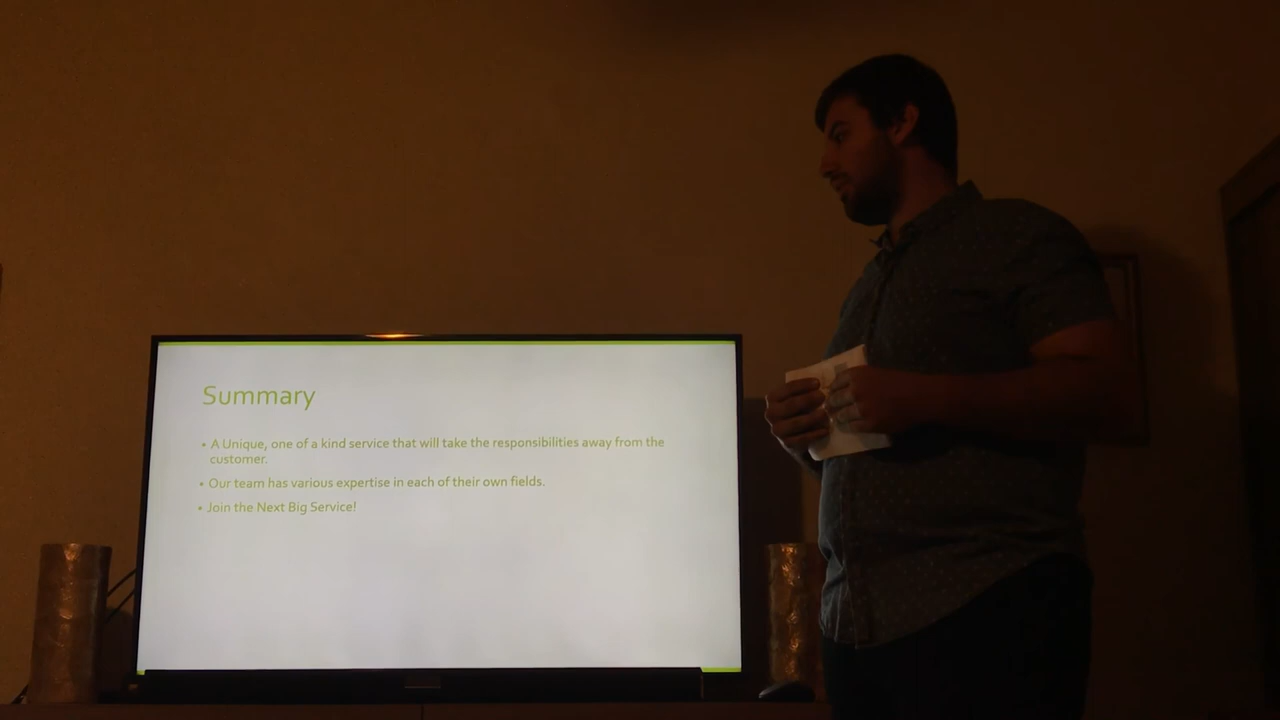 Summary
• A Unique, one of a kind service that will take the responsibilities away from the
customer.
• Our team has various expertise in each of their own fields.
• Join the Next Big Service!